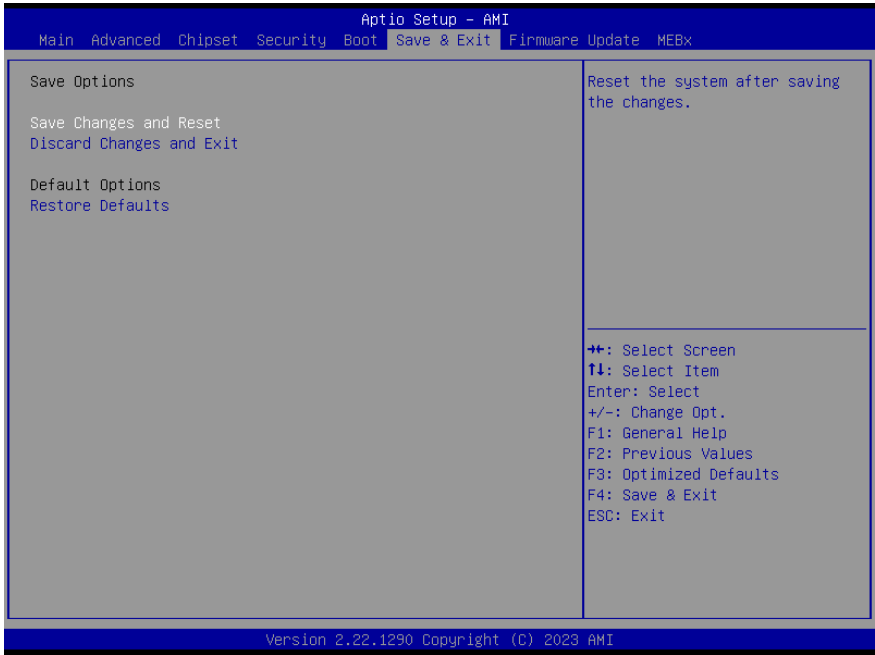 Aptio Setup – AMI
Main Advanced Chipset Security Boot Save & Exit Firmware Update MEBx
Save Options
Save Changes and Reset
Discard Changes and Exit
Default Options
Restore Defaults
Reset the system after saving
the changes.
→←: Select Screen
↑↓: Select Item
Enter: Select
+/-: Change Opt.
F1: General Help
F2: Previous Values
F3: Optimized Defaults
F4: Save & Exit
ESC: Exit
Version 2.22.1290 Copyright (C) 2023 AMI